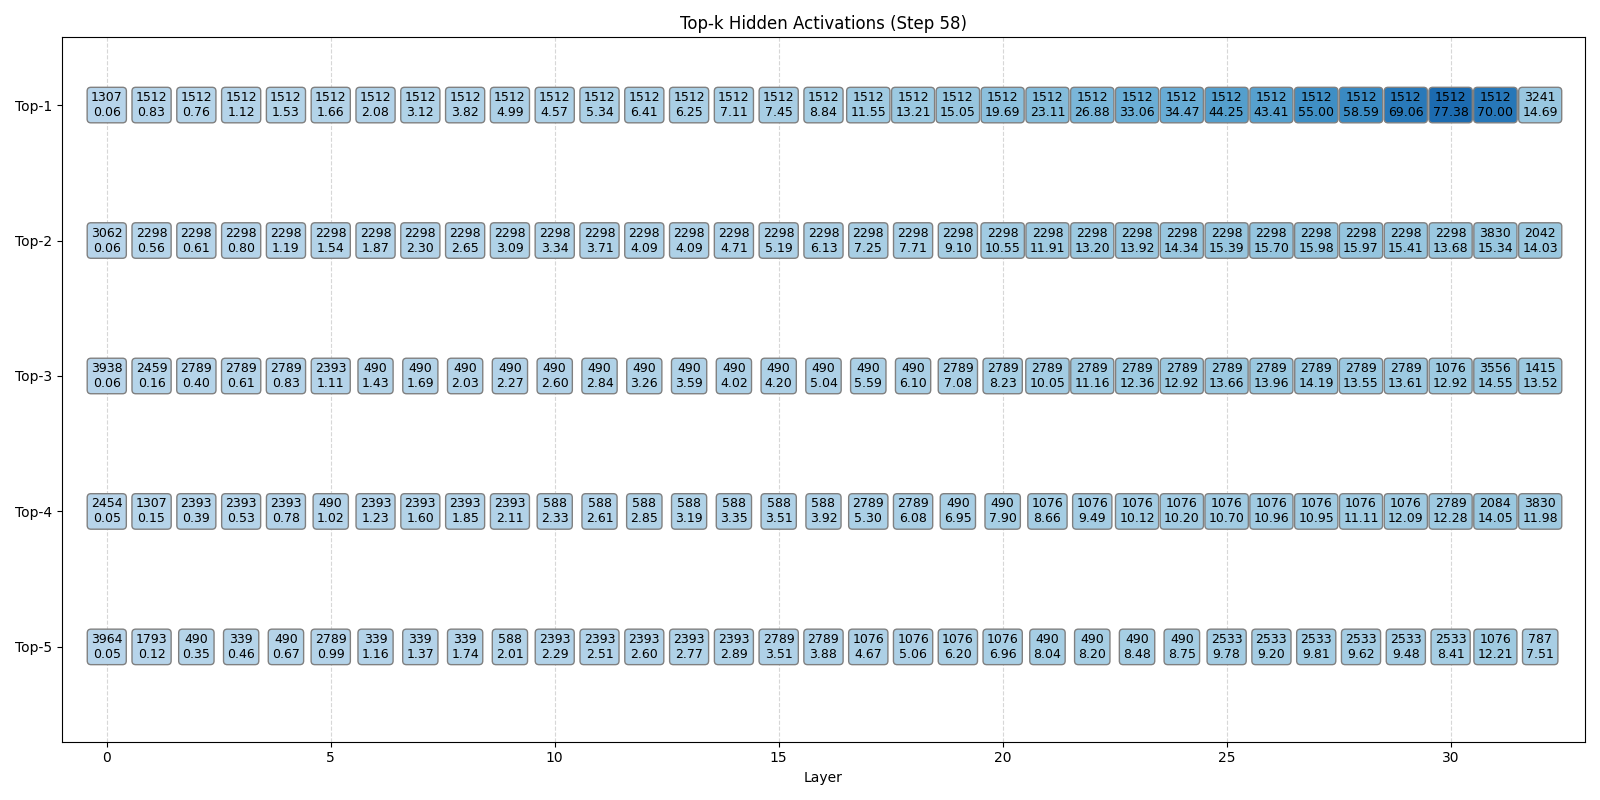 Top-k Hidden Activations (Step 58)
Top-1
1307 1512 1512 1512 1512 1512 1512 1512 1512 1512 1512 1512 1512 1512 1512 1512 1512 1512 1512 1512 1512 1512 1512 1512 1512 1512 1512 1512 1512 1512 1512 1512 3241
0.06 0.83 0.76 1.12 1.53 1.66 2.08 3.12 3.82 4.99 4.57 5.34 6.41 6.25 7.11 7.45 8.84 11.55 13.21 15.05 19.69 23.11 26.88 33.06 34.47 44.25 43.41 55.00 58.59 69.06 77.38 70.00 14.69
Top-2
3062 2298 2298 2298 2298 2298 2298 2298 2298 2298 2298 2298 2298 2298 2298 2298 2298 2298 2298 2298 2298 2298 2298 2298 2298 2298 2298 2298 2298 2298 2298 3830 2042
0.06 0.56 0.61 0.80 1.19 1.54 1.87 2.30 2.65 3.09 3.34 3.71 4.09 4.09 4.71 5.19 6.13 7.25 7.71 9.10 10.55 11.91 13.20 13.92 14.34 15.39 15.70 15.98 15.97 15.41 13.68 15.34 14.03
Top-3
3938 2459 2789 2789 2789 2393 490 490 490 490 490 490 490 490 490 490 490 490 490 2789 2789 2789 2789 2789 2789 2789 2789 2789 2789 2789 1076 3556 1415
0.06 0.16 0.40 0.61 0.83 1.11 1.43 1.69 2.03 2.27 2.60 2.84 3.26 3.59 4.02 4.20 5.04 5.59 6.10 7.08 8.23 10.05 11.16 12.36 12.92 13.66 13.96 14.19 13.55 13.61 12.92 14.55 13.52
Top-4
2454 1307 2393 2393 2393 490 2393 2393 2393 2393 588 588 588 588 588 588 588 2789 2789 490 490 1076 1076 1076 1076 1076 1076 1076 1076 1076 2789 2084 3830
0.05 0.15 0.39 0.53 0.78 1.02 1.23 1.60 1.85 2.11 2.33 2.61 2.85 3.19 3.35 3.51 3.92 5.30 6.08 6.95 7.90 8.66 9.49 10.12 10.20 10.70 10.96 10.95 11.11 12.09 12.28 14.05 11.98
Top-5
3964 1793 490 339 490 2789 339 339 339 588 2393 2393 2393 2393 2393 2789 2789 1076 1076 1076 1076 490 490 490 490 2533 2533 2533 2533 2533 2533 1076 787
0.05 0.12 0.35 0.46 0.67 0.99 1.16 1.37 1.74 2.01 2.29 2.51 2.60 2.77 2.89 3.51 3.88 4.67 5.06 6.20 6.96 8.04 8.20 8.48 8.75 9.78 9.20 9.81 9.62 9.48 8.41 12.21 7.51
0 5 10 15 20 25 30
Layer